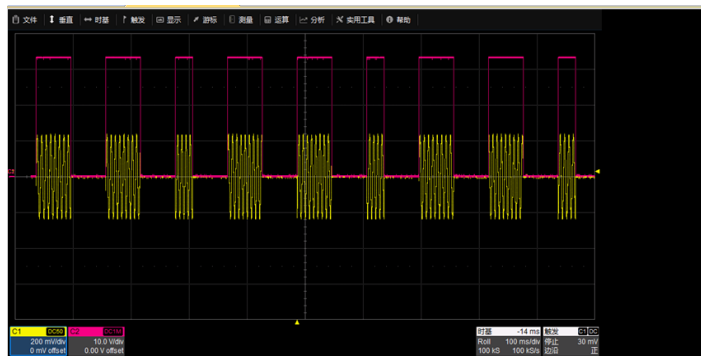 文件 垂直 时基 触发 显示 游标 测量 运算 分析 实用工具 帮助
C1 DC50 C2 DC1M 时基 -14 ms 触发 C1 DC
200 mV/div 10.0 V/div Roll 100 ms/div 停止 30 mV
0 mV offset 0.00 V offset 100 kS 100 kS/s 边沿 正